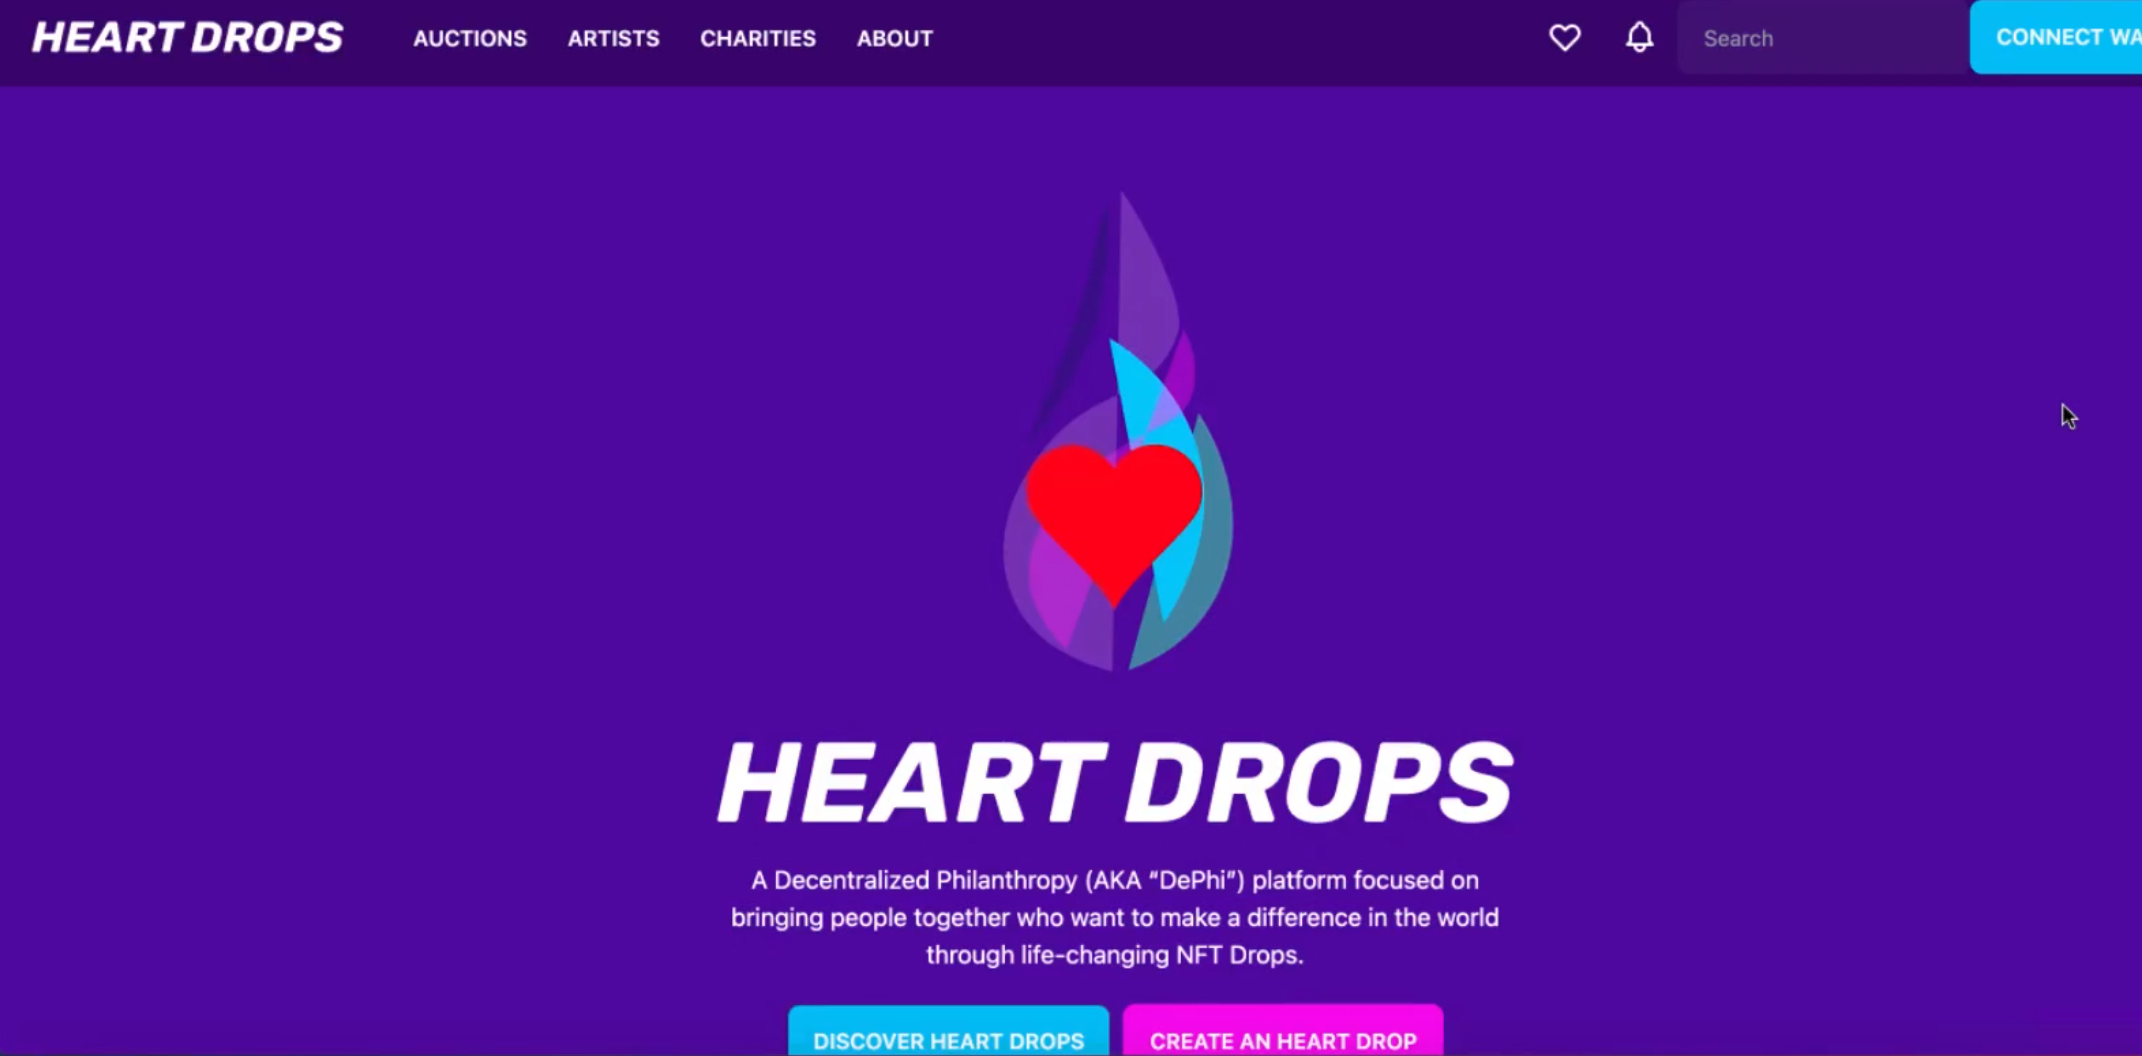 HEART DROPS
AUCTIONS
ARTISTS
CHARITIES
ABOUT
Search
CONNECT
HEART DROPS
A Decentralized Philanthropy (AKA “DePhi”) platform focused on
bringing people together who want to make a difference in the world
through life-changing NFT Drops.
DISCOVER HEART DROPS
CREATE AN HEART DROP